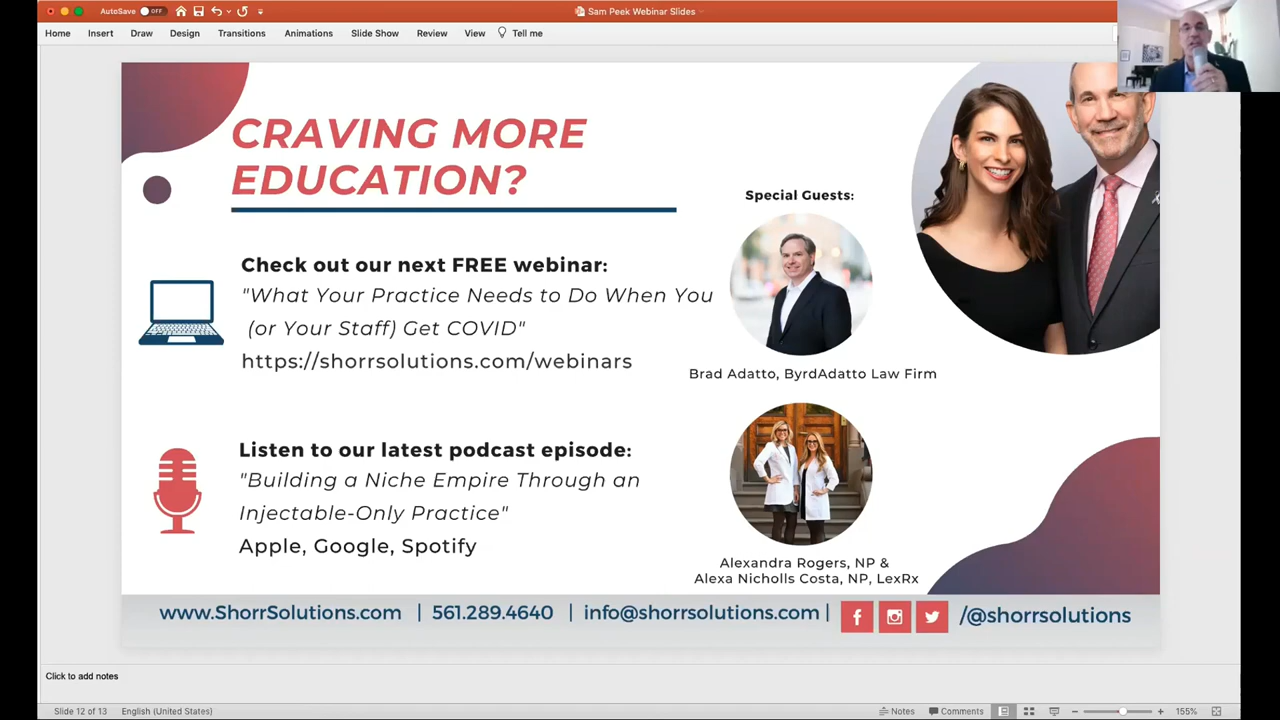 AutoSave OFF
Sam Peek Webinar Slides
Home Insert Draw Design Transitions Animations Slide Show Review View Tell me
CRAVING MORE
EDUCATION?
Check out our next FREE webinar:
"What Your Practice Needs to Do When You
(or Your Staff) Get COVID"
https://shorrsolutions.com/webinars
Listen to our latest podcast episode:
"Building a Niche Empire Through an
Injectable-Only Practice"
Apple, Google, Spotify
Special Guests:
Brad Adatto, ByrdAdatto Law Firm
Alexandra Rogers, NP &
Alexa Nicholls Costa, NP, LexRx
www.ShorrSolutions.com | 561.289.4640 | info@shorrsolutions.com | /@shorrsolutions
Click to add notes
Slide 12 of 13 English (United States) Notes Comments 155%